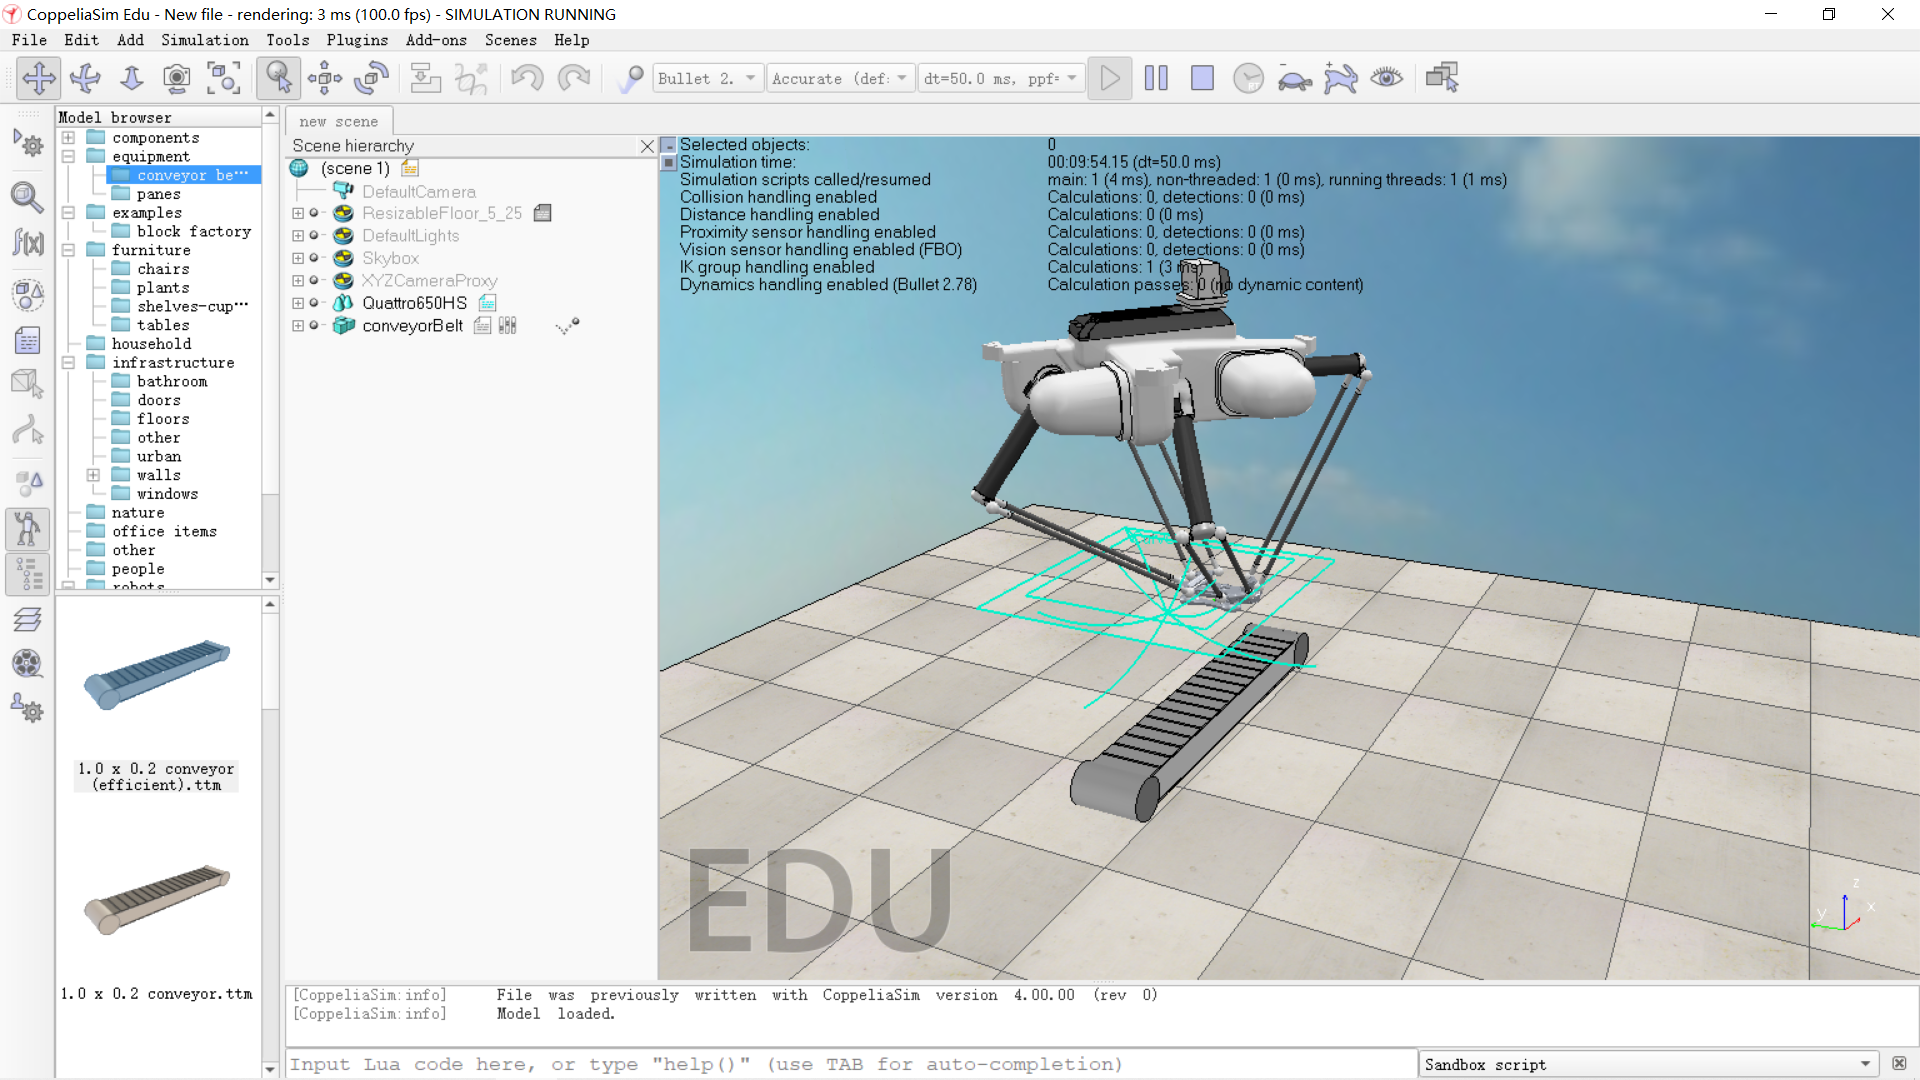 CoppeliaSim Edu - New file - rendering: 3 ms (100.0 fps) - SIMULATION RUNNING
File Edit Add Simulation Tools Plugins Add-ons Scenes Help
Bullet 2. Accurate (def: dt=50.0 ms, ppf=
Model browser
components
equipment
conveyor be···
panes
examples
block factory
furniture
chairs
plants
shelves-cup···
tables
household
infrastructure
bathroom
doors
floors
other
urban
walls
windows
nature
office items
other
people
robots
1.0 x 0.2 conveyor
(efficient).ttm
1.0 x 0.2 conveyor.ttm
new scene
Scene hierarchy
(scene 1)
DefaultCamera
ResizableFloor_5_25
DefaultLights
Skybox
XYZCameraProxy
Quattro650HS
conveyorBelt
Selected objects: 0
Simulation time: 00:09:54.15 (dt=50.0 ms)
Simulation scripts called/resumed main: 1 (4 ms), non-threaded: 1 (0 ms), running threads: 1 (1 ms)
Collision handling enabled Calculations: 0, detections: 0 (0 ms)
Distance handling enabled Calculations: 0 (0 ms)
Proximity sensor handling enabled Calculations: 0, detections: 0 (0 ms)
Vision sensor handling enabled (FBO) Calculations: 0, detections: 0 (0 ms)
IK group handling enabled Calculations: 1 (3 ms)
Dynamics handling enabled (Bullet 2.78) Calculation passes: 0 (no dynamic content)
EDU
z
y x
[CoppeliaSim:info] File was previously written with CoppeliaSim version 4.00.00 (rev 0)
[CoppeliaSim:info] Model loaded.
Input Lua code here, or type "help()" (use TAB for auto-completion)
Sandbox script